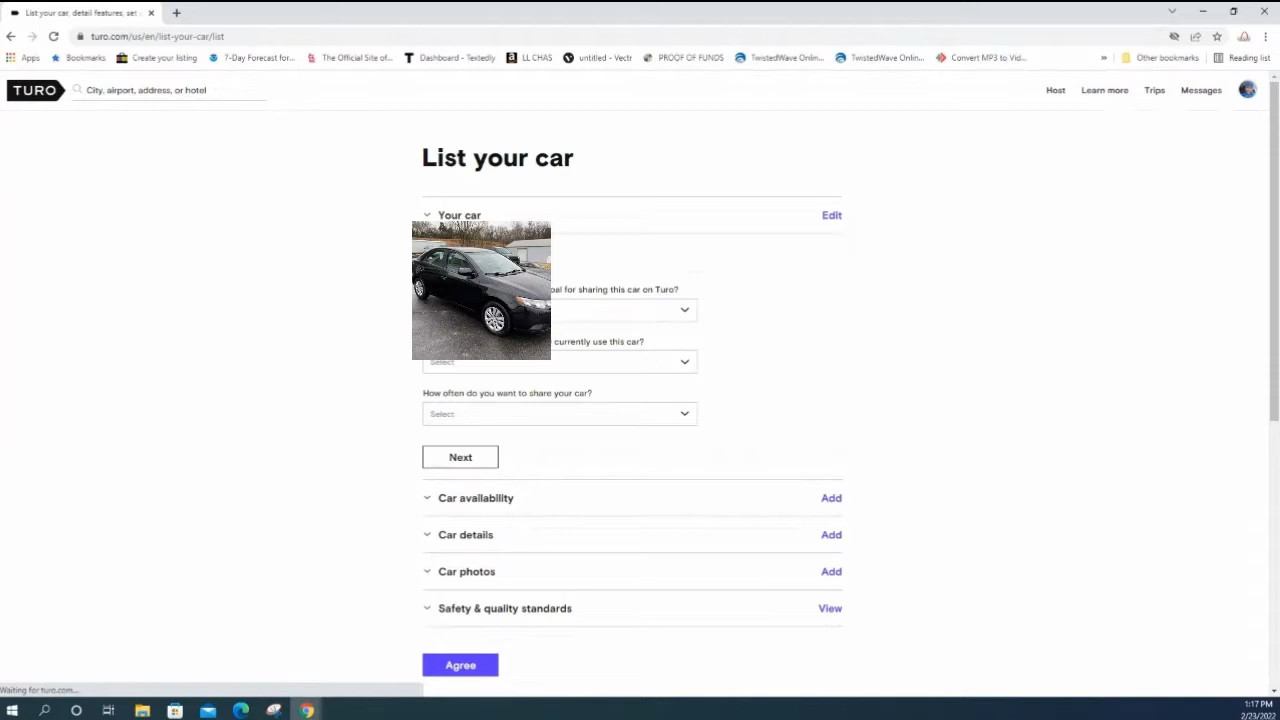 List your car, detail features, set
turo.com/us/en/list-your-car/list
Apps Bookmarks Create your listing 7-Day Forecast for... The Official Site of... Dashboard - Textedly LL CHAS untitled - Vectr PROOF OF FUNDS TwistedWave Onlin... TwistedWave Onlin... Convert MP3 to Vid... » Other bookmarks Reading list
TURO City, airport, address, or hotel Host Learn more Trips Messages
List your car
Your car Edit
for sharing this car on Turo?
currently use this car?
Select
How often do you want to share your car?
Select
Next
Car availability Add
Car details Add
Car photos Add
Safety & quality standards View
Agree
Waiting for turo.com...
1:17 PM
2/23/2022